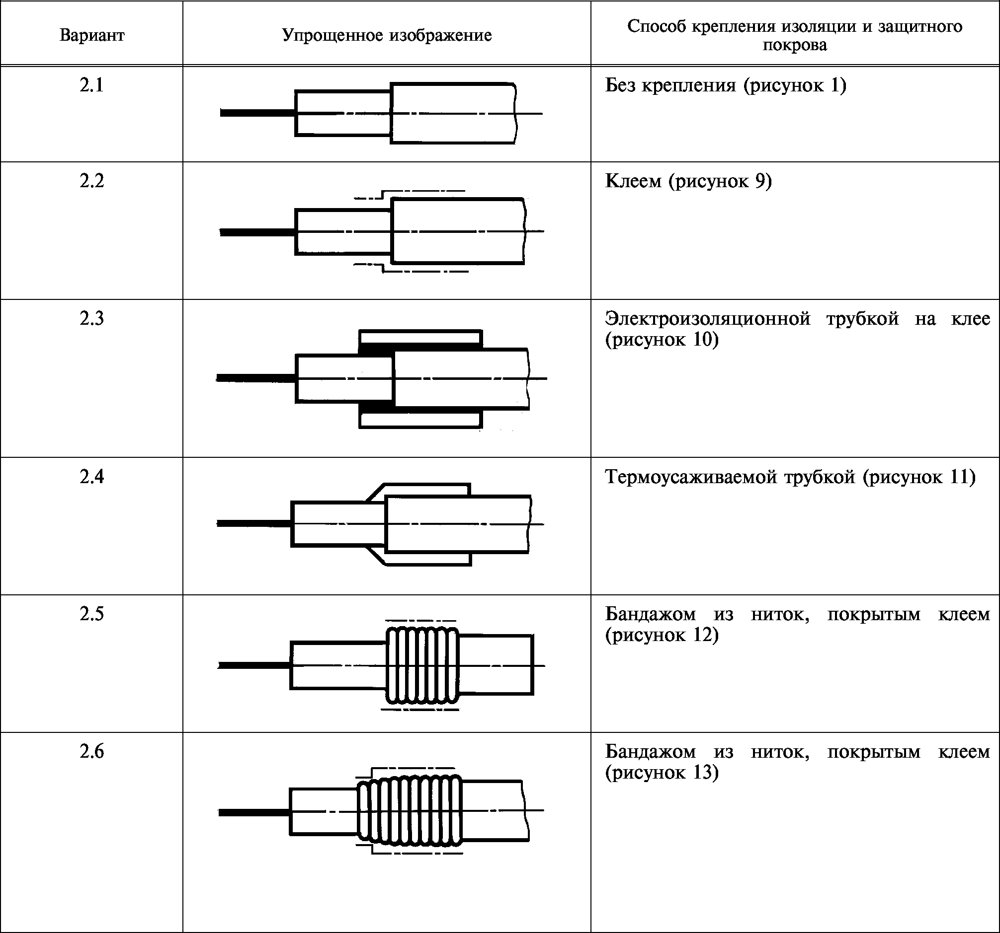 Вариант
Упрощенное изображение
Способ крепления изоляции и защитного
покрова
2.1
Без крепления (рисунок 1)
2.2
Клеем (рисунок 9)
2.3
Электроизоляционной трубкой на клее
(рисунок 10)
2.4
Термоусаживаемой трубкой (рисунок 11)
2.5
Бандажом из ниток, покрытым клеем
(рисунок 12)
2.6
Бандажом из ниток, покрытым клеем
(рисунок 13)